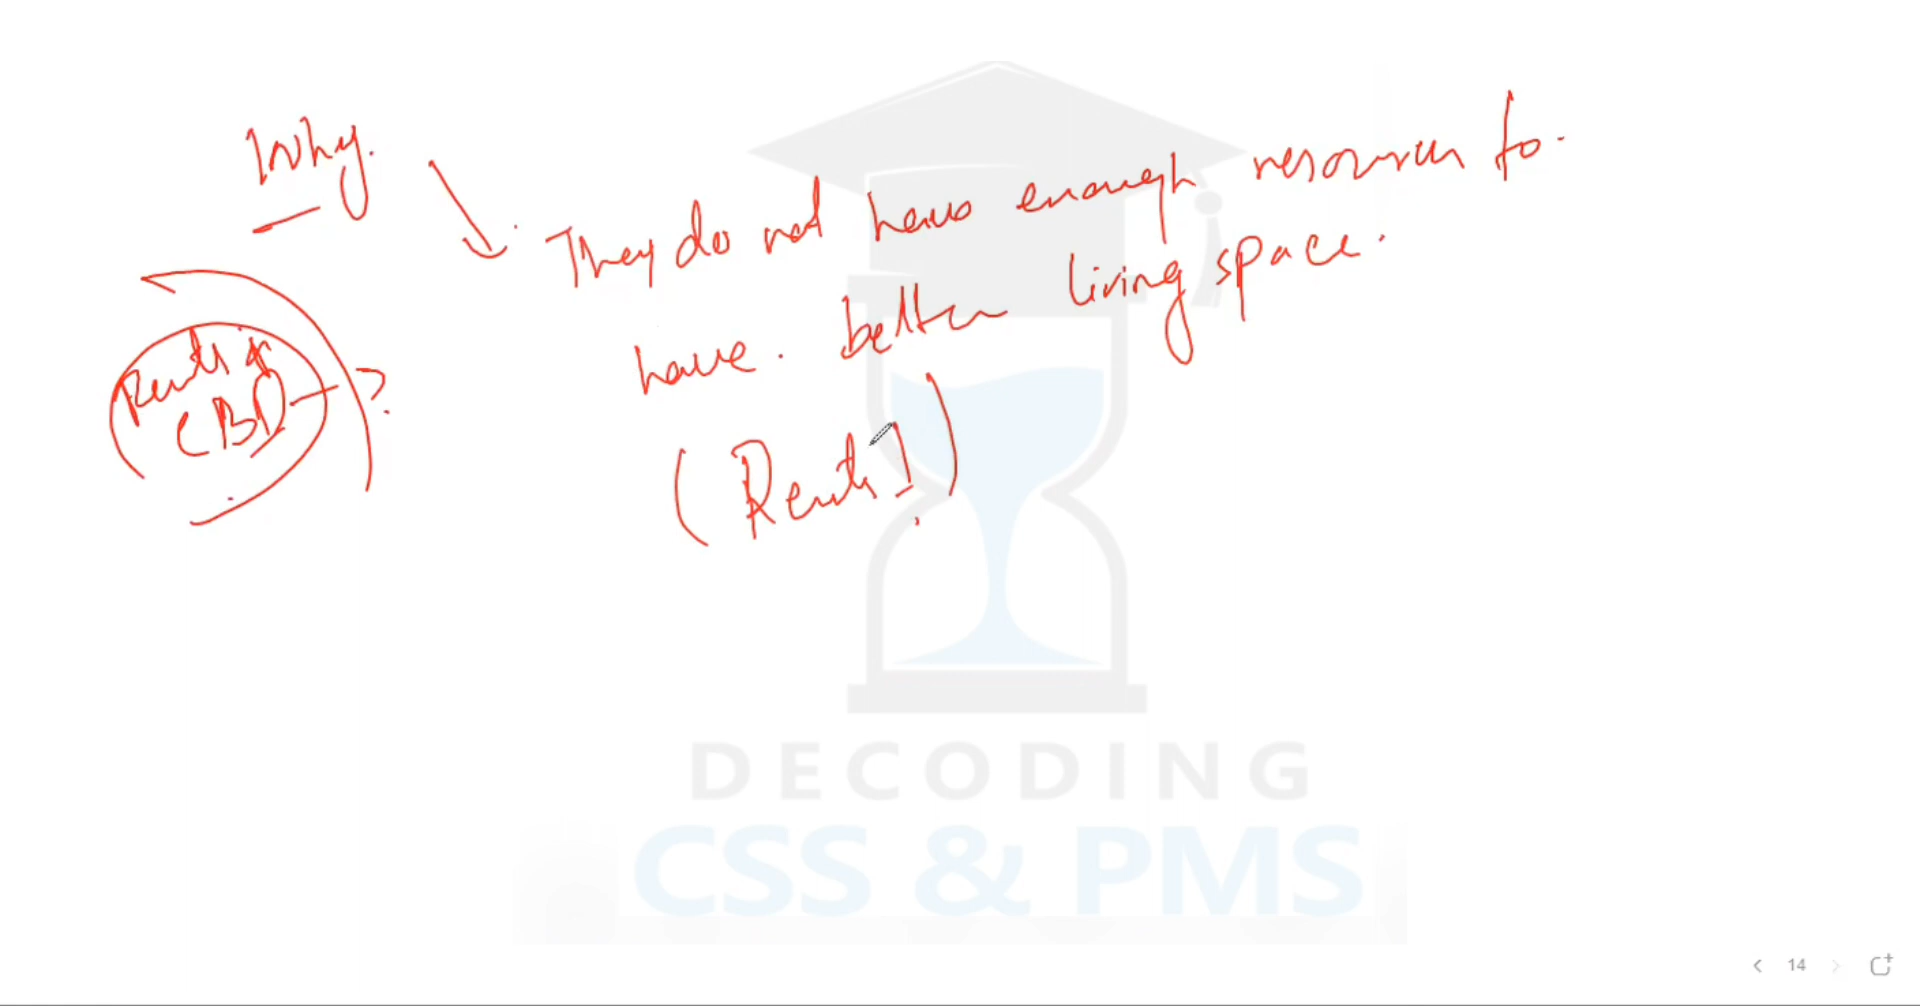 Why.
They do not have enough resources to.
have. better living space.
(Rents!)
Rents in
CBD - ?
DECODING
CSS & PMS
14